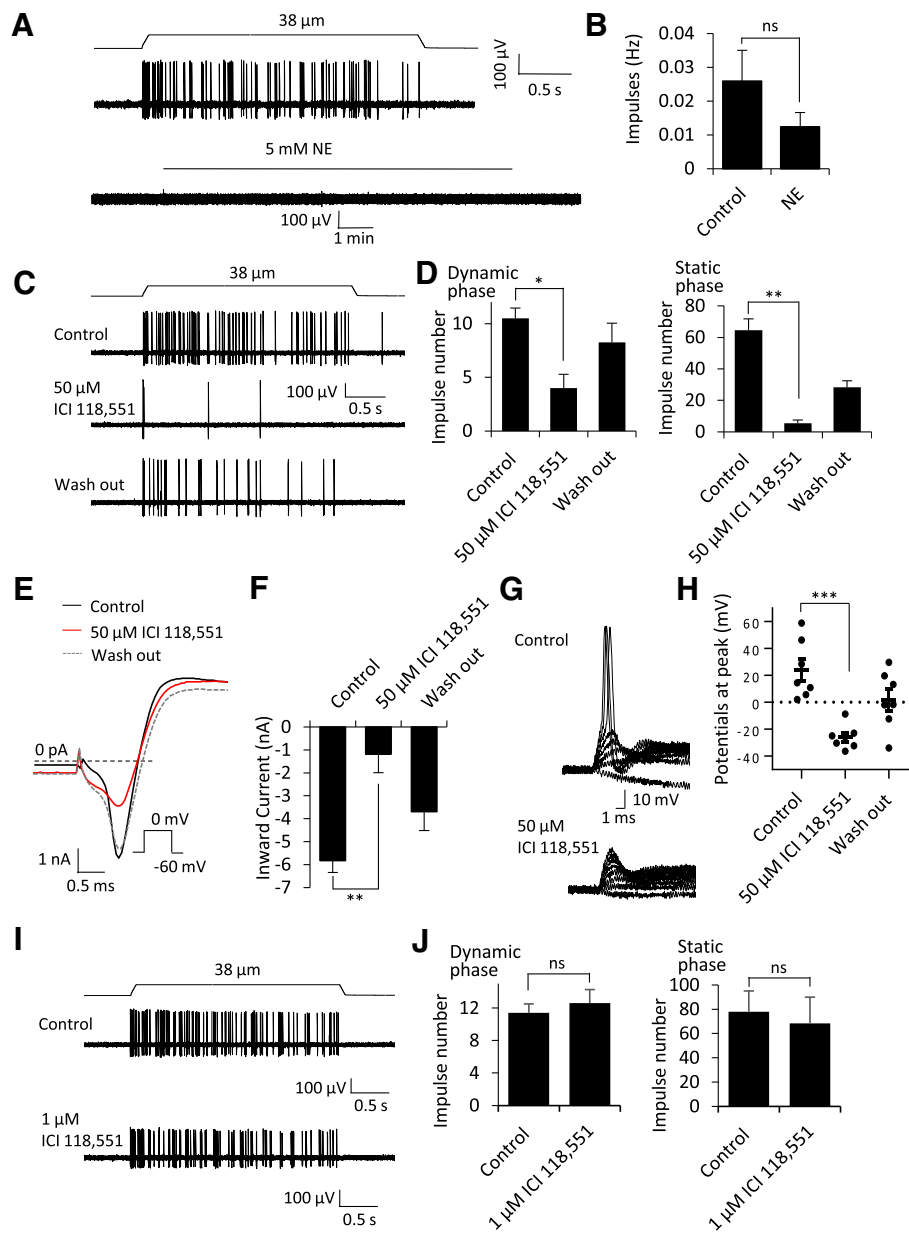 A
38 µm
100 µV
0.5 s
5 mM NE
100 µV
1 min
B
Impulses (Hz)
ns
0.04
0.03
0.02
0.01
0
Control
NE
C
38 µm
Control
50 µM
ICI 118,551
100 µV
0.5 s
Wash out
D
Dynamic
phase
Impulse number
*
10
5
0
Control
50 µM ICI 118,551
Wash out
Static
phase
Impulse number
**
80
60
40
20
0
Control
50 µM ICI 118,551
Wash out
E
Control
50 µM ICI 118,551
Wash out
0 pA
1 nA
0.5 ms
0 mV
-60 mV
F
Control
50 µM ICI 118,551
Wash out
Inward Current (nA)
0
-1
-2
-3
-4
-5
-6
-7
**
G
Control
10 mV
1 ms
50 µM
ICI 118,551
H
Potentials at peak (mV)
***
60
40
20
0
-20
-40
Control
50 µM ICI 118,551
Wash out
I
38 µm
Control
100 µV
0.5 s
1 µM
ICI 118,551
100 µV
0.5 s
J
Dynamic
phase
Impulse number
ns
12
8
4
0
Control
1 µM ICI 118,551
Static
phase
Impulse number
ns
100
80
60
40
20
0
Control
1 µM ICI 118,551